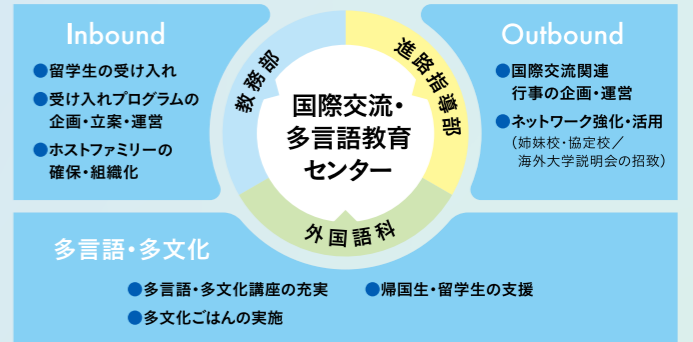 Inbound
●留学生の受け入れ
●受け入れプログラムの
企画・立案・運営
●ホストファミリーの
確保・組織化
教務部
進路指導部
外国語科
国際交流・
多言語教育
センター
Outbound
●国際交流関連
行事の企画・運営
●ネットワーク強化・活用
(姉妹校・協定校／
海外大学説明会の招致)
多言語・多文化
●多言語・多文化講座の充実
●帰国生・留学生の支援
●多文化ごはんの実施